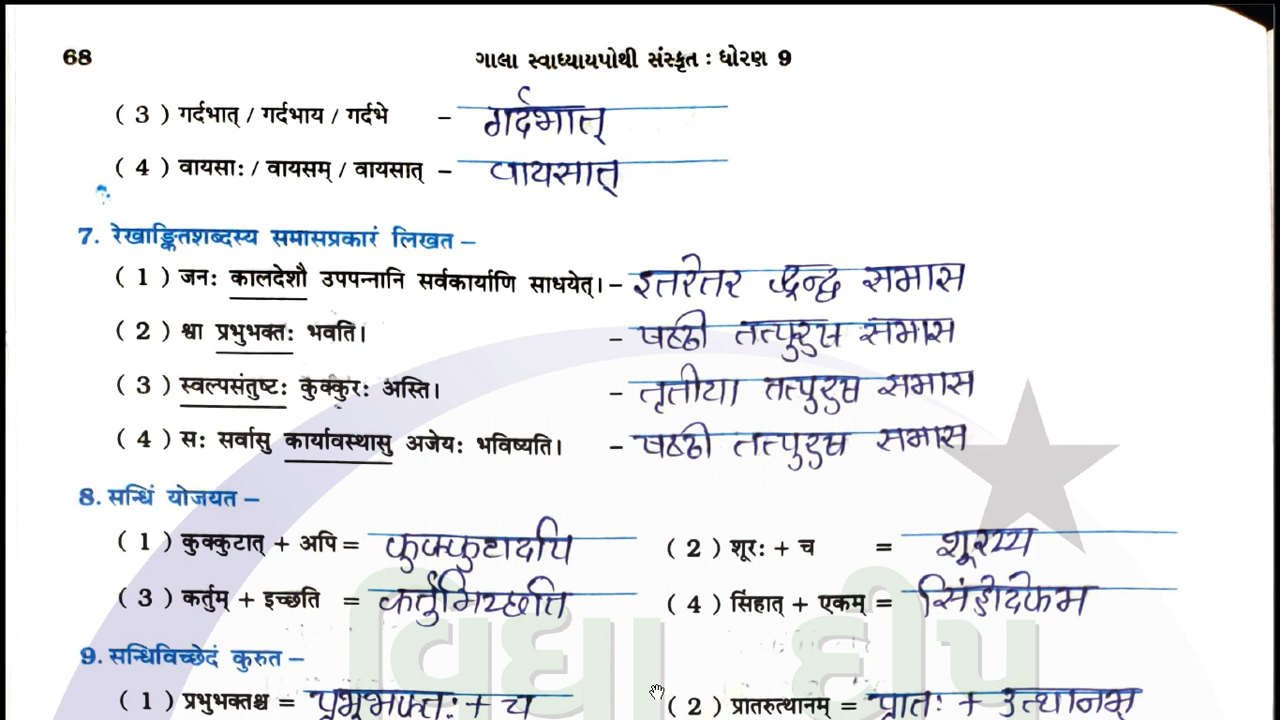 68 ગાલા સ્વાધ્યાયપોથી સંસ્કૃત : ધોરણ 9
( 3 ) गर्दभात् / गर्दभाय / गर्दभे - गर्दभात्
( 4 ) वायसाः / वायसम् / वायसात् - वायसात्
7. रेखाङ्कितशब्दस्य समासप्रकारं लिखत –
( 1 ) जनः कालदेशौ उपपन्नानि सर्वकार्याणि साधयेत्। – इतरेतर द्वन्द्व समास
( 2 ) श्वा प्रभुभक्तः भवति। – षष्ठी तत्पुरुष समास
( 3 ) स्वल्पसंतुष्टः कुक्कुरः अस्ति। – तृतीया तत्पुरुष समास
( 4 ) सः सर्वासु कार्यावस्थासु अजेयः भविष्यति। – षष्ठी तत्पुरुष समास
8. सन्धिं योजयत –
( 1 ) कुक्कुटात् + अपि = कुक्कुटादपि ( 2 ) शूरः + च = शूरश्च
( 3 ) कर्तुम् + इच्छति = कर्तुमिच्छति ( 4 ) सिंहात् + एकम् =
9. सन्धिविच्छेदं कुरुत –
( 1 ) प्रभुभक्तश्च = प्रभुभक्तः + च ( 2 ) प्रातरुत्थानम् = प्रातः + उत्थानम्
વિદ્યા દીપ